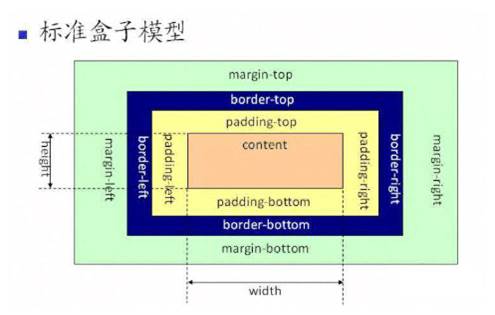 标准盒子模型
margin-top
border-top
padding-top
content
height
margin-left
border-left
padding-left
padding-right
border-right
margin-right
padding-bottom
border-bottom
margin-bottom
width